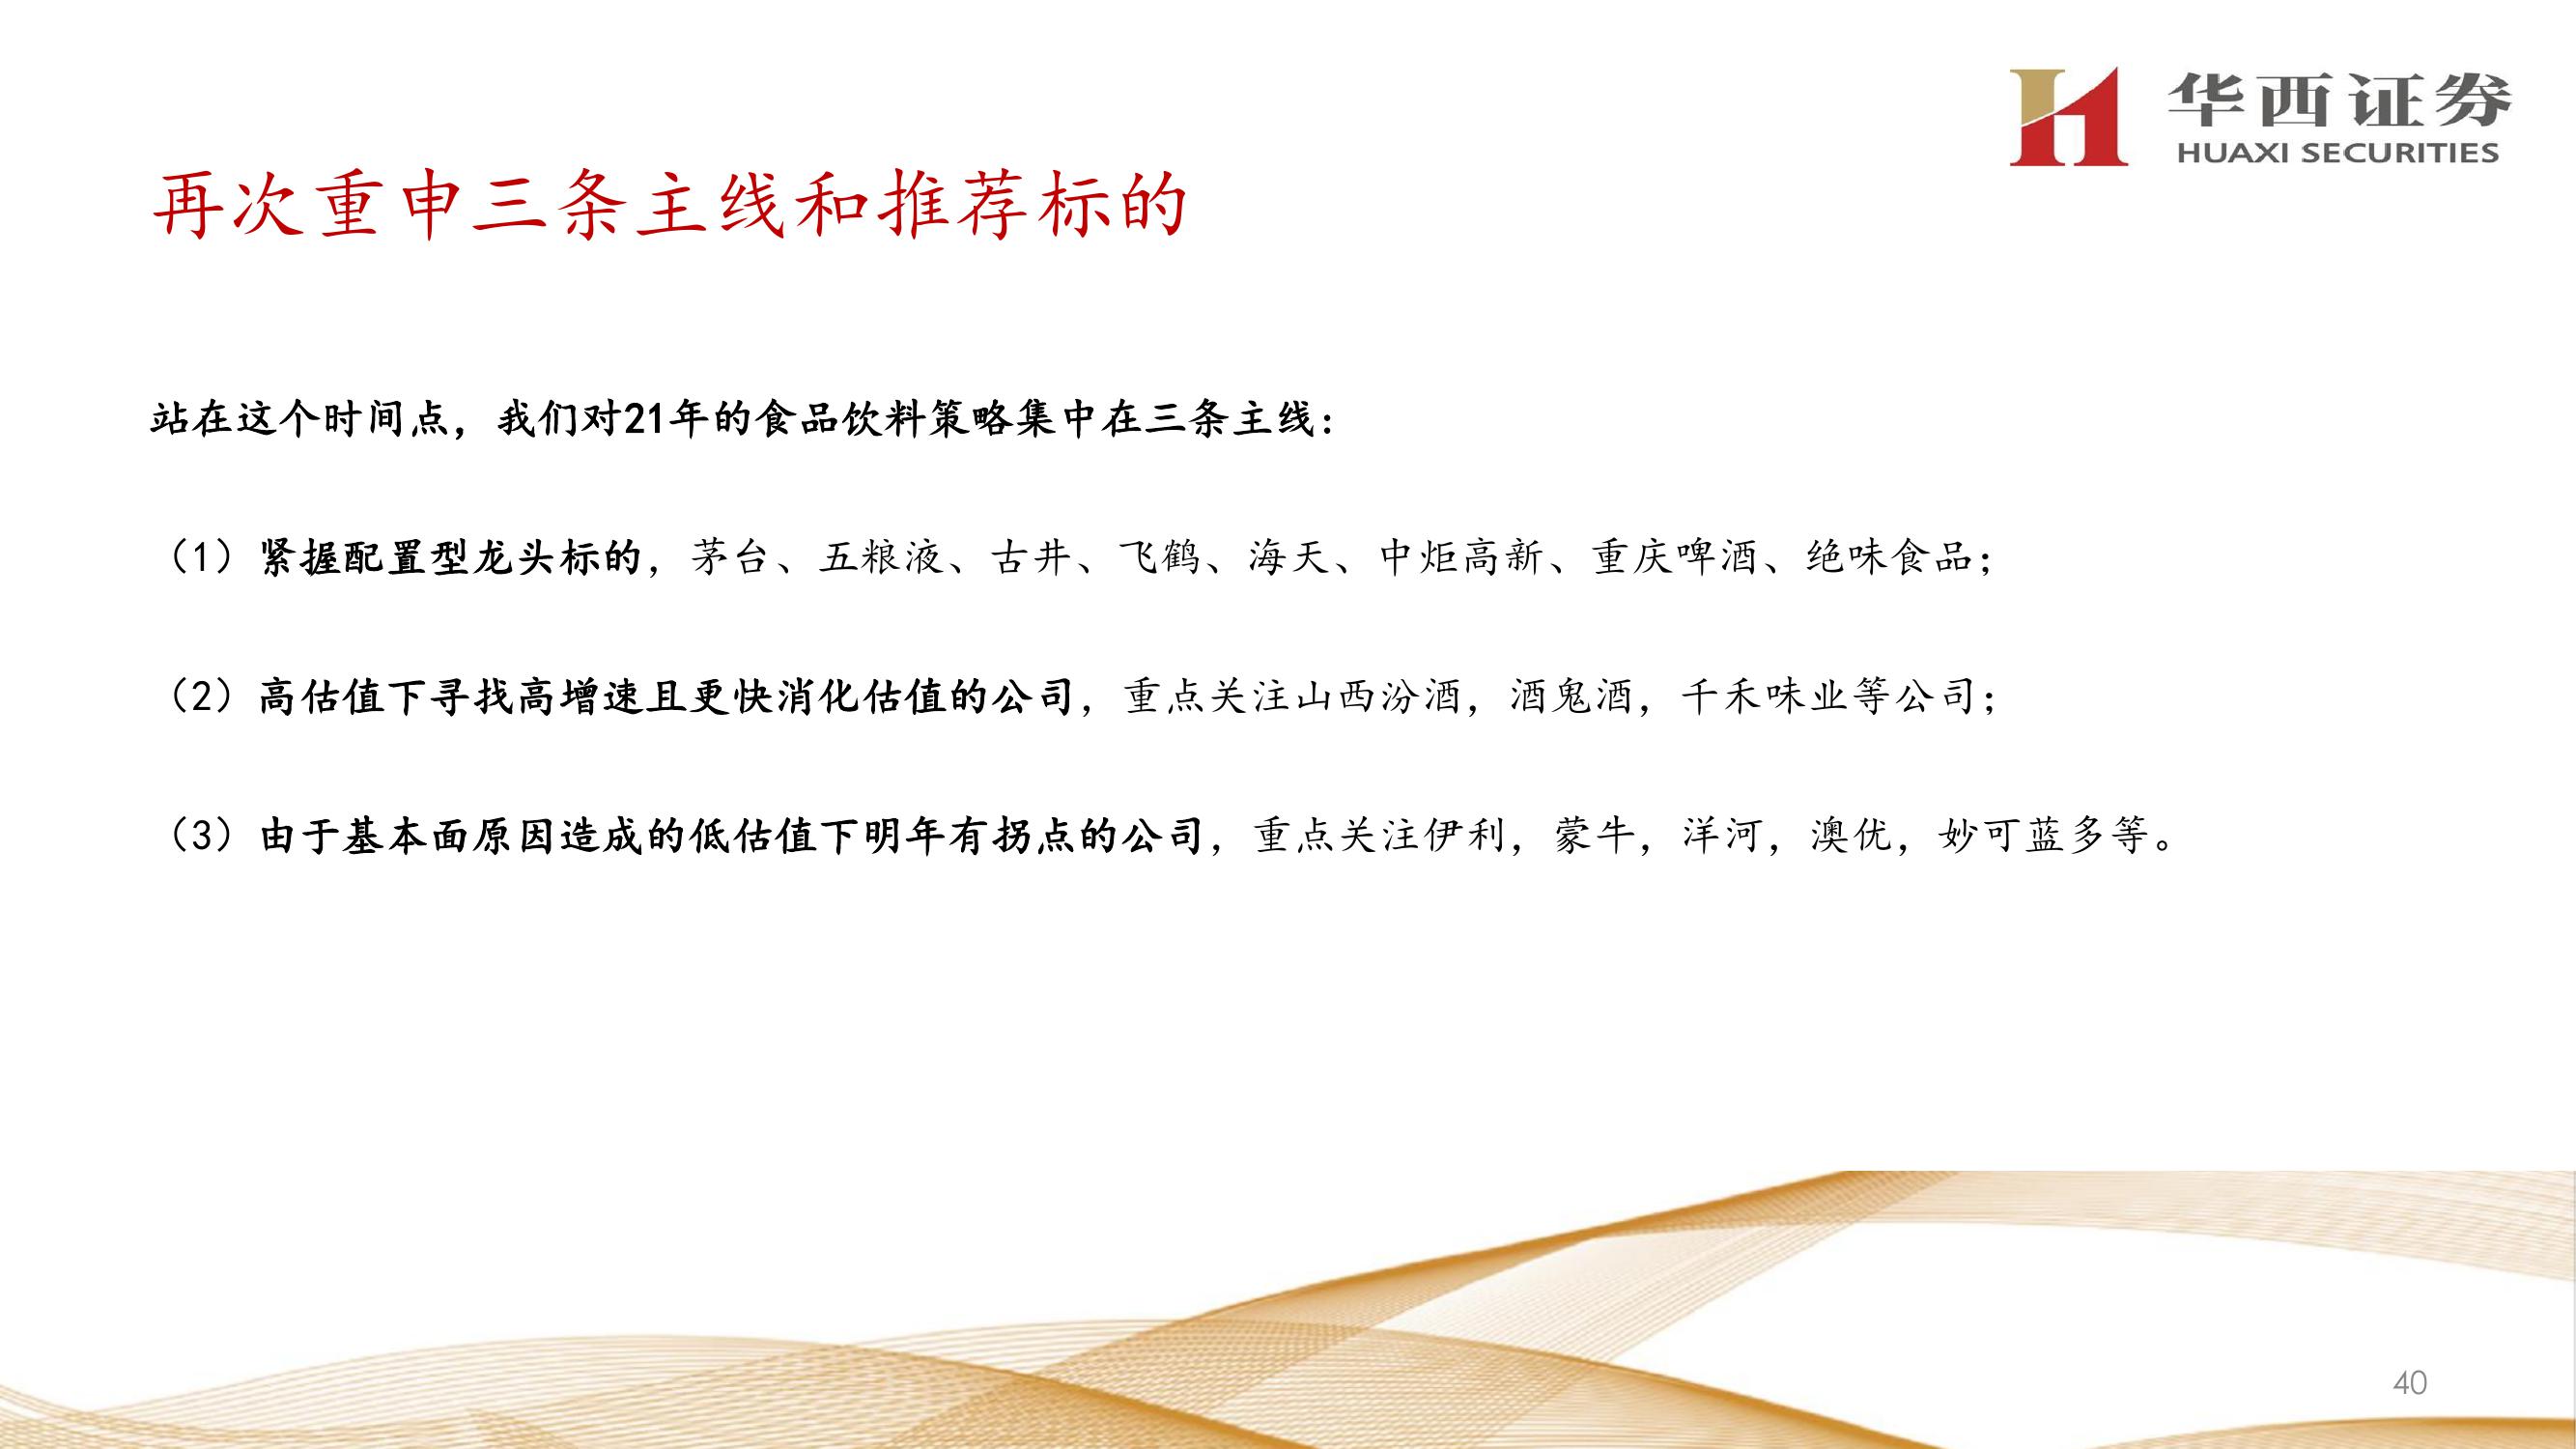 华西证券
HUAXI SECURITIES
再次重申三条主线和推荐标的
站在这个时间点，我们对21年的食品饮料策略集中在三条主线：
（1）紧握配置型龙头标的，茅台、五粮液、古井、飞鹤、海天、中炬高新、重庆啤酒、绝味食品；
（2）高估值下寻找高增速且更快消化估值的公司，重点关注山西汾酒，酒鬼酒，千禾味业等公司；
（3）由于基本面原因造成的低估值下明年有拐点的公司，重点关注伊利，蒙牛，洋河，澳优，妙可蓝多等。
40